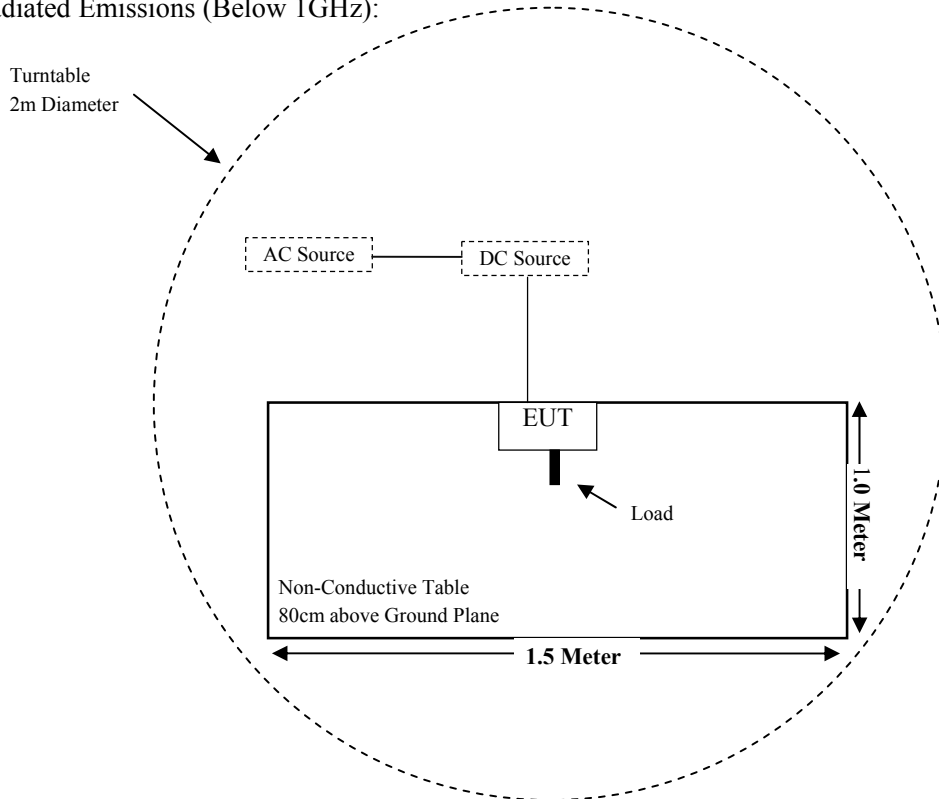 diated Emissions (Below 1GHz):
Turntable
2m Diameter
AC Source
DC Source
EUT
Load
1.0 Meter
Non-Conductive Table
80cm above Ground Plane
1.5 Meter